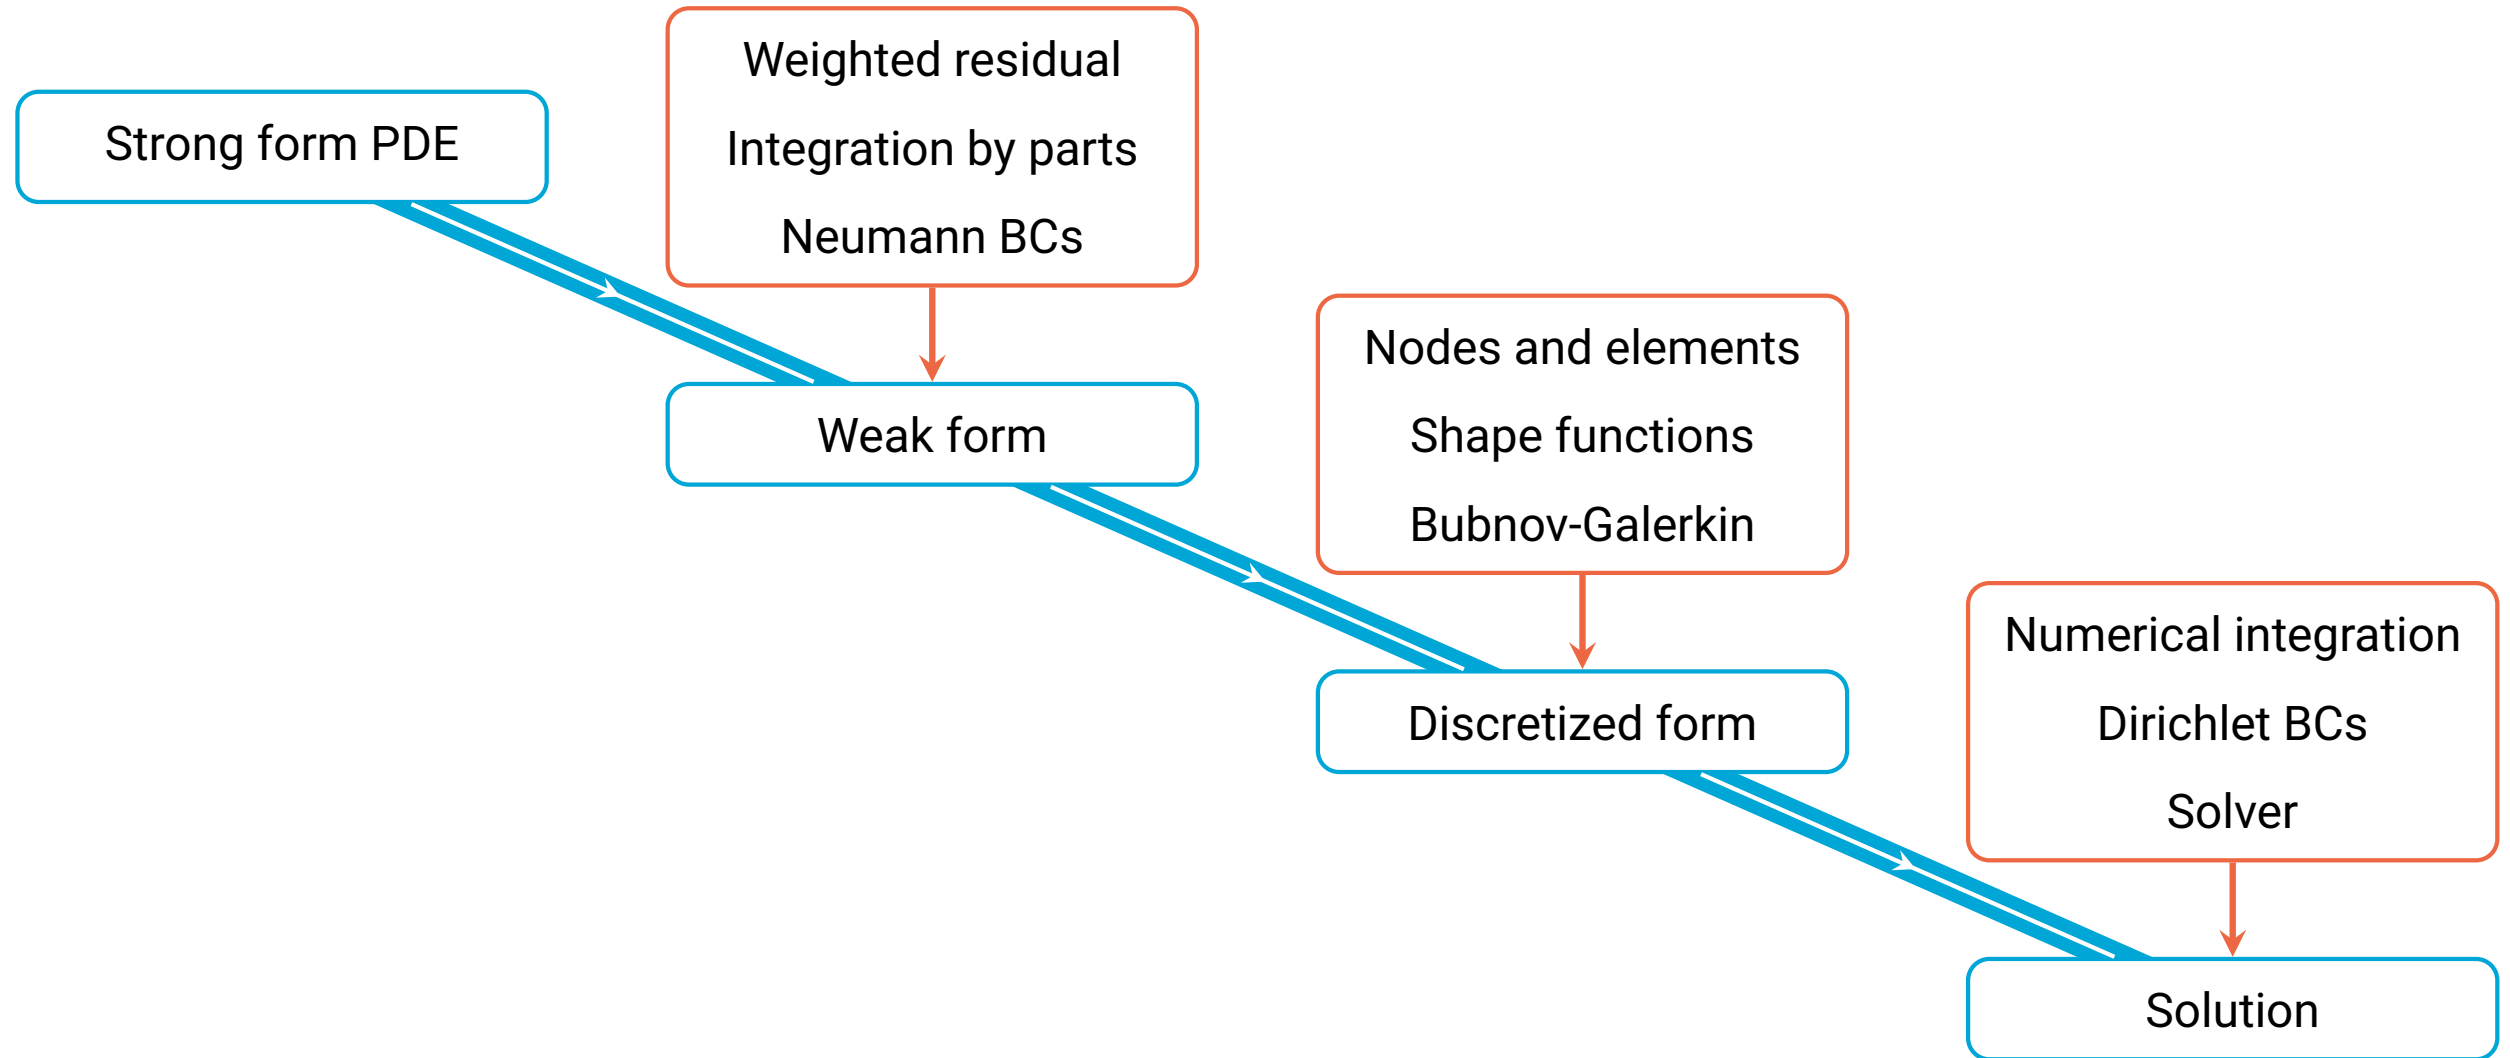 Strong form PDE
Weighted residual
Integration by parts
Neumann BCs
Weak form
Nodes and elements
Shape functions
Bubnov-Galerkin
Discretized form
Numerical integration
Dirichlet BCs
Solver
Solution